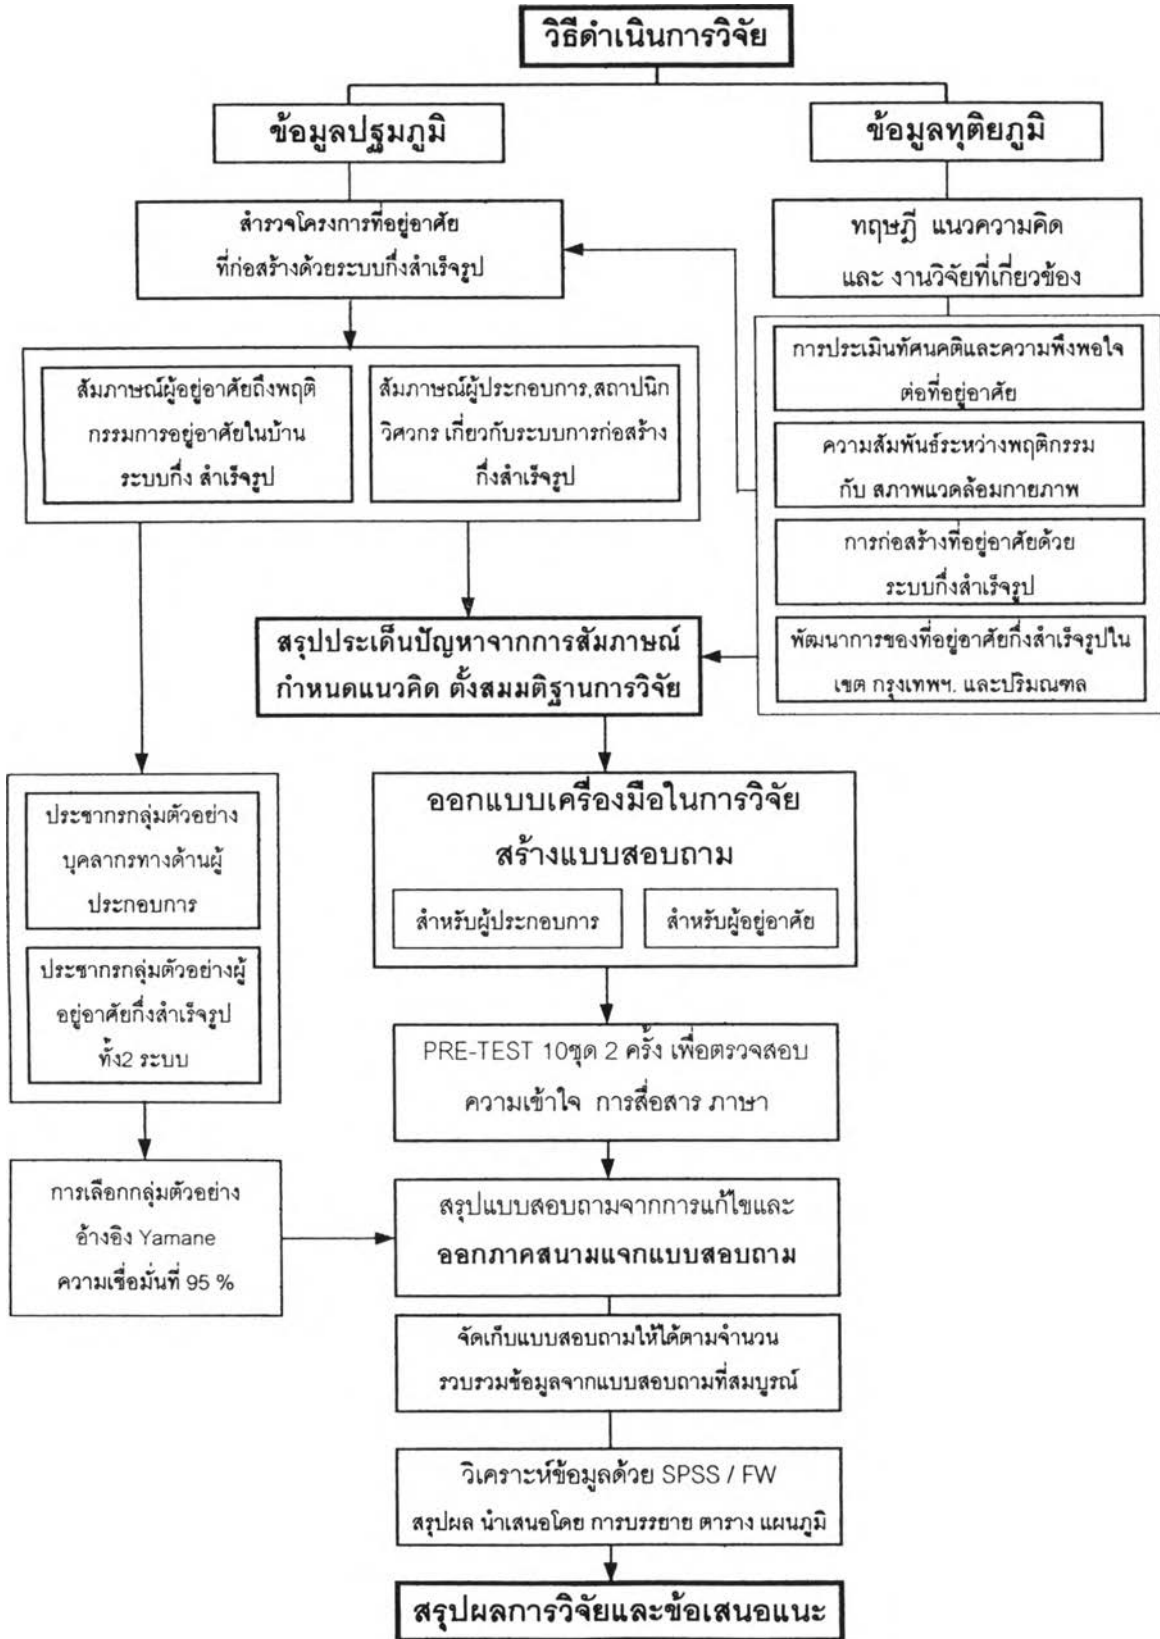 วิธีดำเนินการวิจัย
ข้อมูลปฐมภูมิ
ข้อมูลทุติยภูมิ
สำรวจโครงการที่อยู่อาศัย
ที่ก่อสร้างด้วยระบบกึ่งสำเร็จรูป
ทฤษฎี แนวความคิด
และ งานวิจัยที่เกี่ยวข้อง
สัมภาษณ์ผู้อยู่อาศัยถึงพฤติ
กรรมการอยู่อาศัยในบ้าน
ระบบกึ่ง สำเร็จรูป
สัมภาษณ์ผู้ประกอบการ,สถาปนิก
วิศวกร เกี่ยวกับระบบการก่อสร้าง
กึ่งสำเร็จรูป
การประเมินทัศนคติและความพึงพอใจ
ต่อที่อยู่อาศัย
ความสัมพันธ์ระหว่างพฤติกรรม
กับ สภาพแวดล้อมกายภาพ
การก่อสร้างที่อยู่อาศัยด้วย
ระบบกึ่งสำเร็จรูป
พัฒนาการของที่อยู่อาศัยกึ่งสำเร็จรูปใน
เขต กรุงเทพฯ. และปริมณฑล
สรุปประเด็นปัญหาจากการสัมภาษณ์
กำหนดแนวคิด ตั้งสมมติฐานการวิจัย
ประชากรกลุ่มตัวอย่าง
บุคลากรทางด้านผู้
ประกอบการ
ประชากรกลุ่มตัวอย่างผู้
อยู่อาศัยกึ่งสำเร็จรูป
ทั้ง2 ระบบ
ออกแบบเครื่องมือในการวิจัย
สร้างแบบสอบถาม
สำหรับผู้ประกอบการ
สำหรับผู้อยู่อาศัย
PRE-TEST 10ชุด 2 ครั้ง เพื่อตรวจสอบ
ความเข้าใจ การสื่อสาร ภาษา
การเลือกกลุ่มตัวอย่าง
อ้างอิง Yamane
ความเชื่อมั่นที่ 95 %
สรุปแบบสอบถามจากการแก้ไขและ
ออกภาคสนามแจกแบบสอบถาม
จัดเก็บแบบสอบถามให้ได้ตามจำนวน
รวบรวมข้อมูลจากแบบสอบถามที่สมบูรณ์
วิเคราะห์ข้อมูลด้วย SPSS / FW
สรุปผล นำเสนอโดย การบรรยาย ตาราง แผนภูมิ
สรุปผลการวิจัยและข้อเสนอแนะ